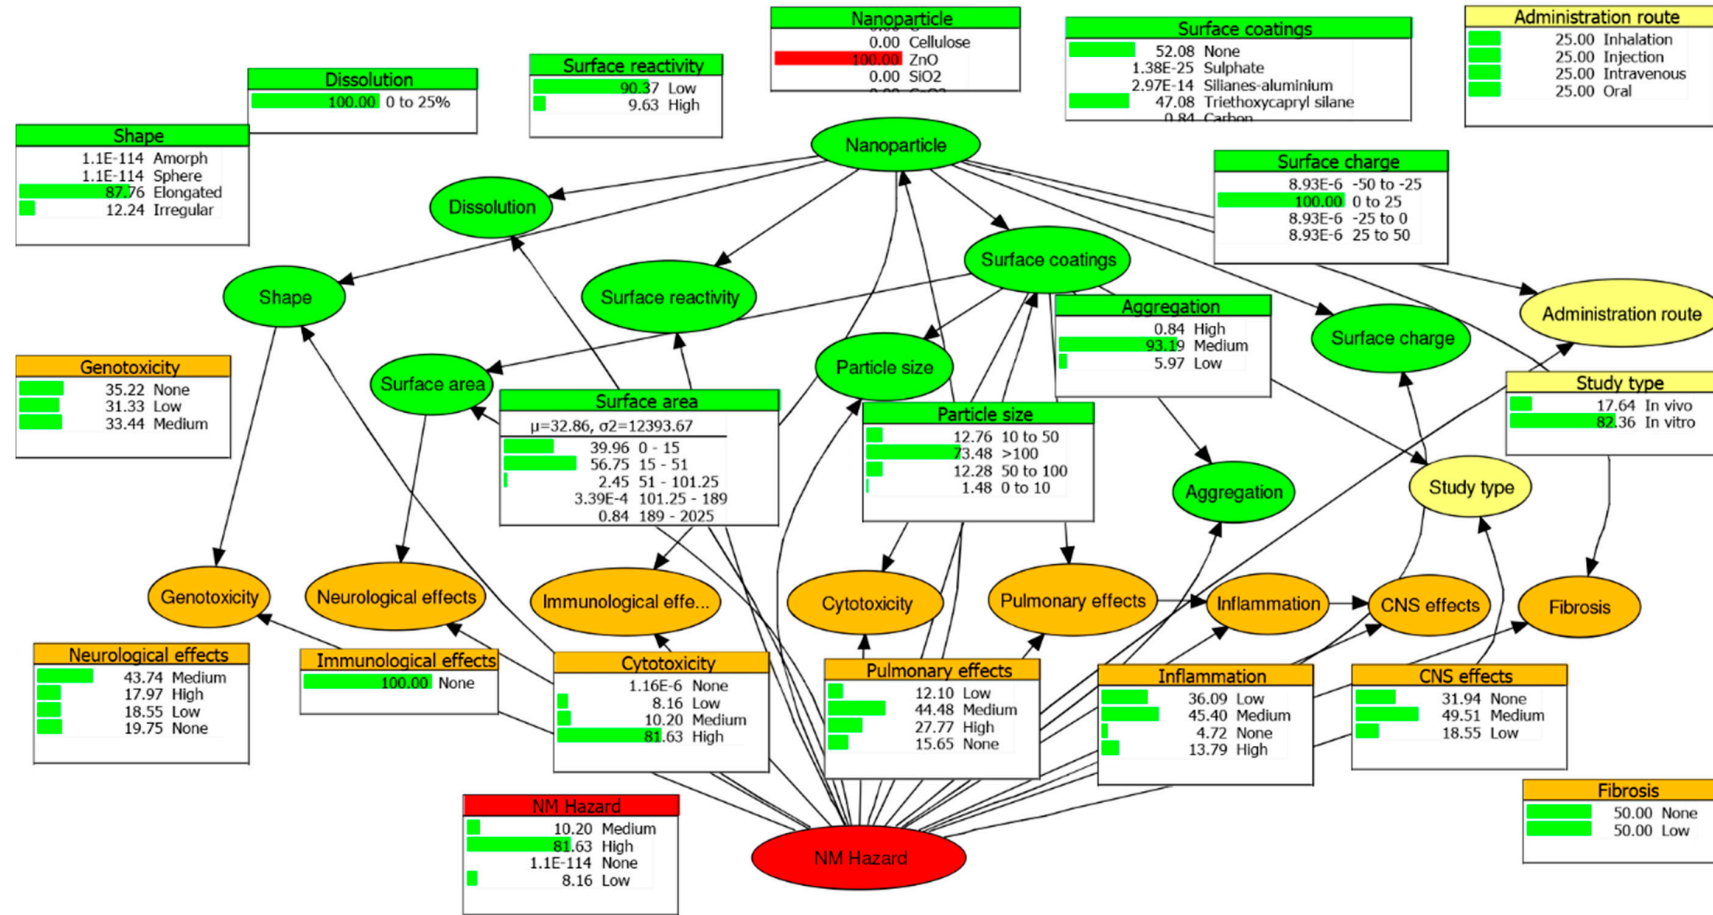 Nanoparticle
0.00 Cellulose
100.00 ZnO
0.00 SiO2
Surface coatings
52.08 None
1.38E-25 Sulphate
2.97E-14 Silianes-aluminium
47.08 Triethoxycapryl silane
0.84 Carbon
Administration route
25.00 Inhalation
25.00 Injection
25.00 Intravenous
25.00 Oral
Dissolution
100.00 0 to 25%
Surface reactivity
90.37 Low
9.63 High
Shape
1.1E-114 Amorph
1.1E-114 Sphere
87.76 Elongated
12.24 Irregular
Nanoparticle
Surface charge
8.93E-6 -50 to -25
100.00 0 to 25
8.93E-6 -25 to 0
8.93E-6 25 to 50
Dissolution
Surface coatings
Shape
Surface reactivity
Aggregation
0.84 High
93.19 Medium
5.97 Low
Administration route
Surface charge
Genotoxicity
35.22 None
31.33 Low
33.44 Medium
Surface area
Particle size
Study type
17.64 In vivo
82.36 In vitro
Surface area
μ=32.86, σ2=12393.67
39.96 0 - 15
56.75 15 - 51
2.45 51 - 101.25
3.39E-4 101.25 - 189
0.84 189 - 2025
Particle size
12.76 10 to 50
73.48 >100
12.28 50 to 100
1.48 0 to 10
Aggregation
Study type
Genotoxicity
Neurological effects
Immunological effe...
Cytotoxicity
Pulmonary effects
Inflammation
CNS effects
Fibrosis
Neurological effects
43.74 Medium
17.97 High
18.55 Low
19.75 None
Immunological effects
100.00 None
Cytotoxicity
1.16E-6 None
8.16 Low
10.20 Medium
81.63 High
Pulmonary effects
12.10 Low
44.48 Medium
27.77 High
15.65 None
Inflammation
36.09 Low
45.40 Medium
4.72 None
13.79 High
CNS effects
31.94 None
49.51 Medium
18.55 Low
NM Hazard
10.20 Medium
81.63 High
1.1E-114 None
8.16 Low
NM Hazard
Fibrosis
50.00 None
50.00 Low